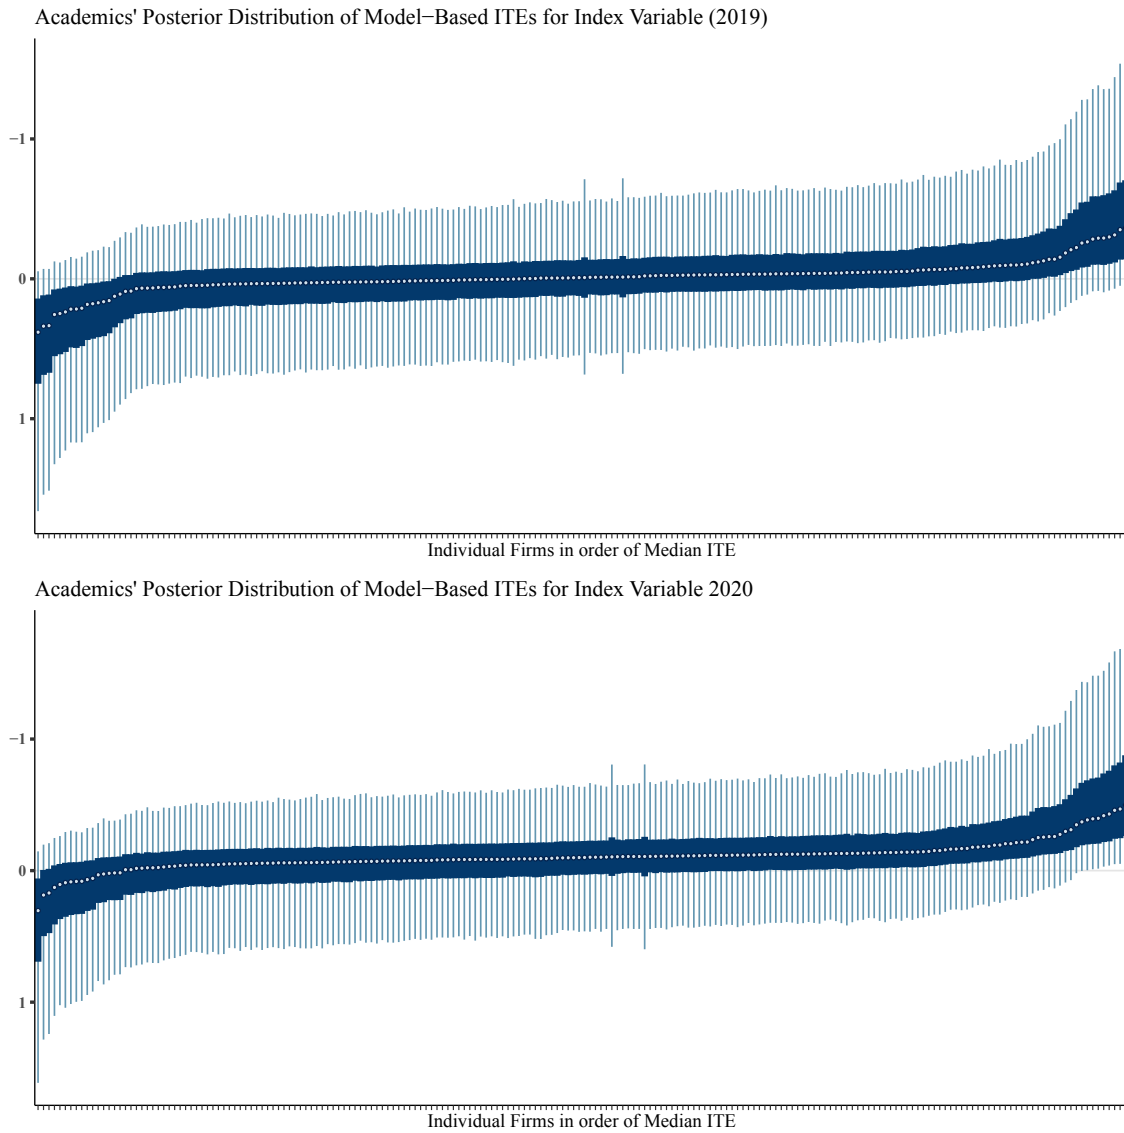 Academics' Posterior Distribution of Model−Based ITEs for Index Variable (2019)
−1
0
1
Individual Firms in order of Median ITE
Academics' Posterior Distribution of Model−Based ITEs for Index Variable 2020
−1
0
1
Individual Firms in order of Median ITE